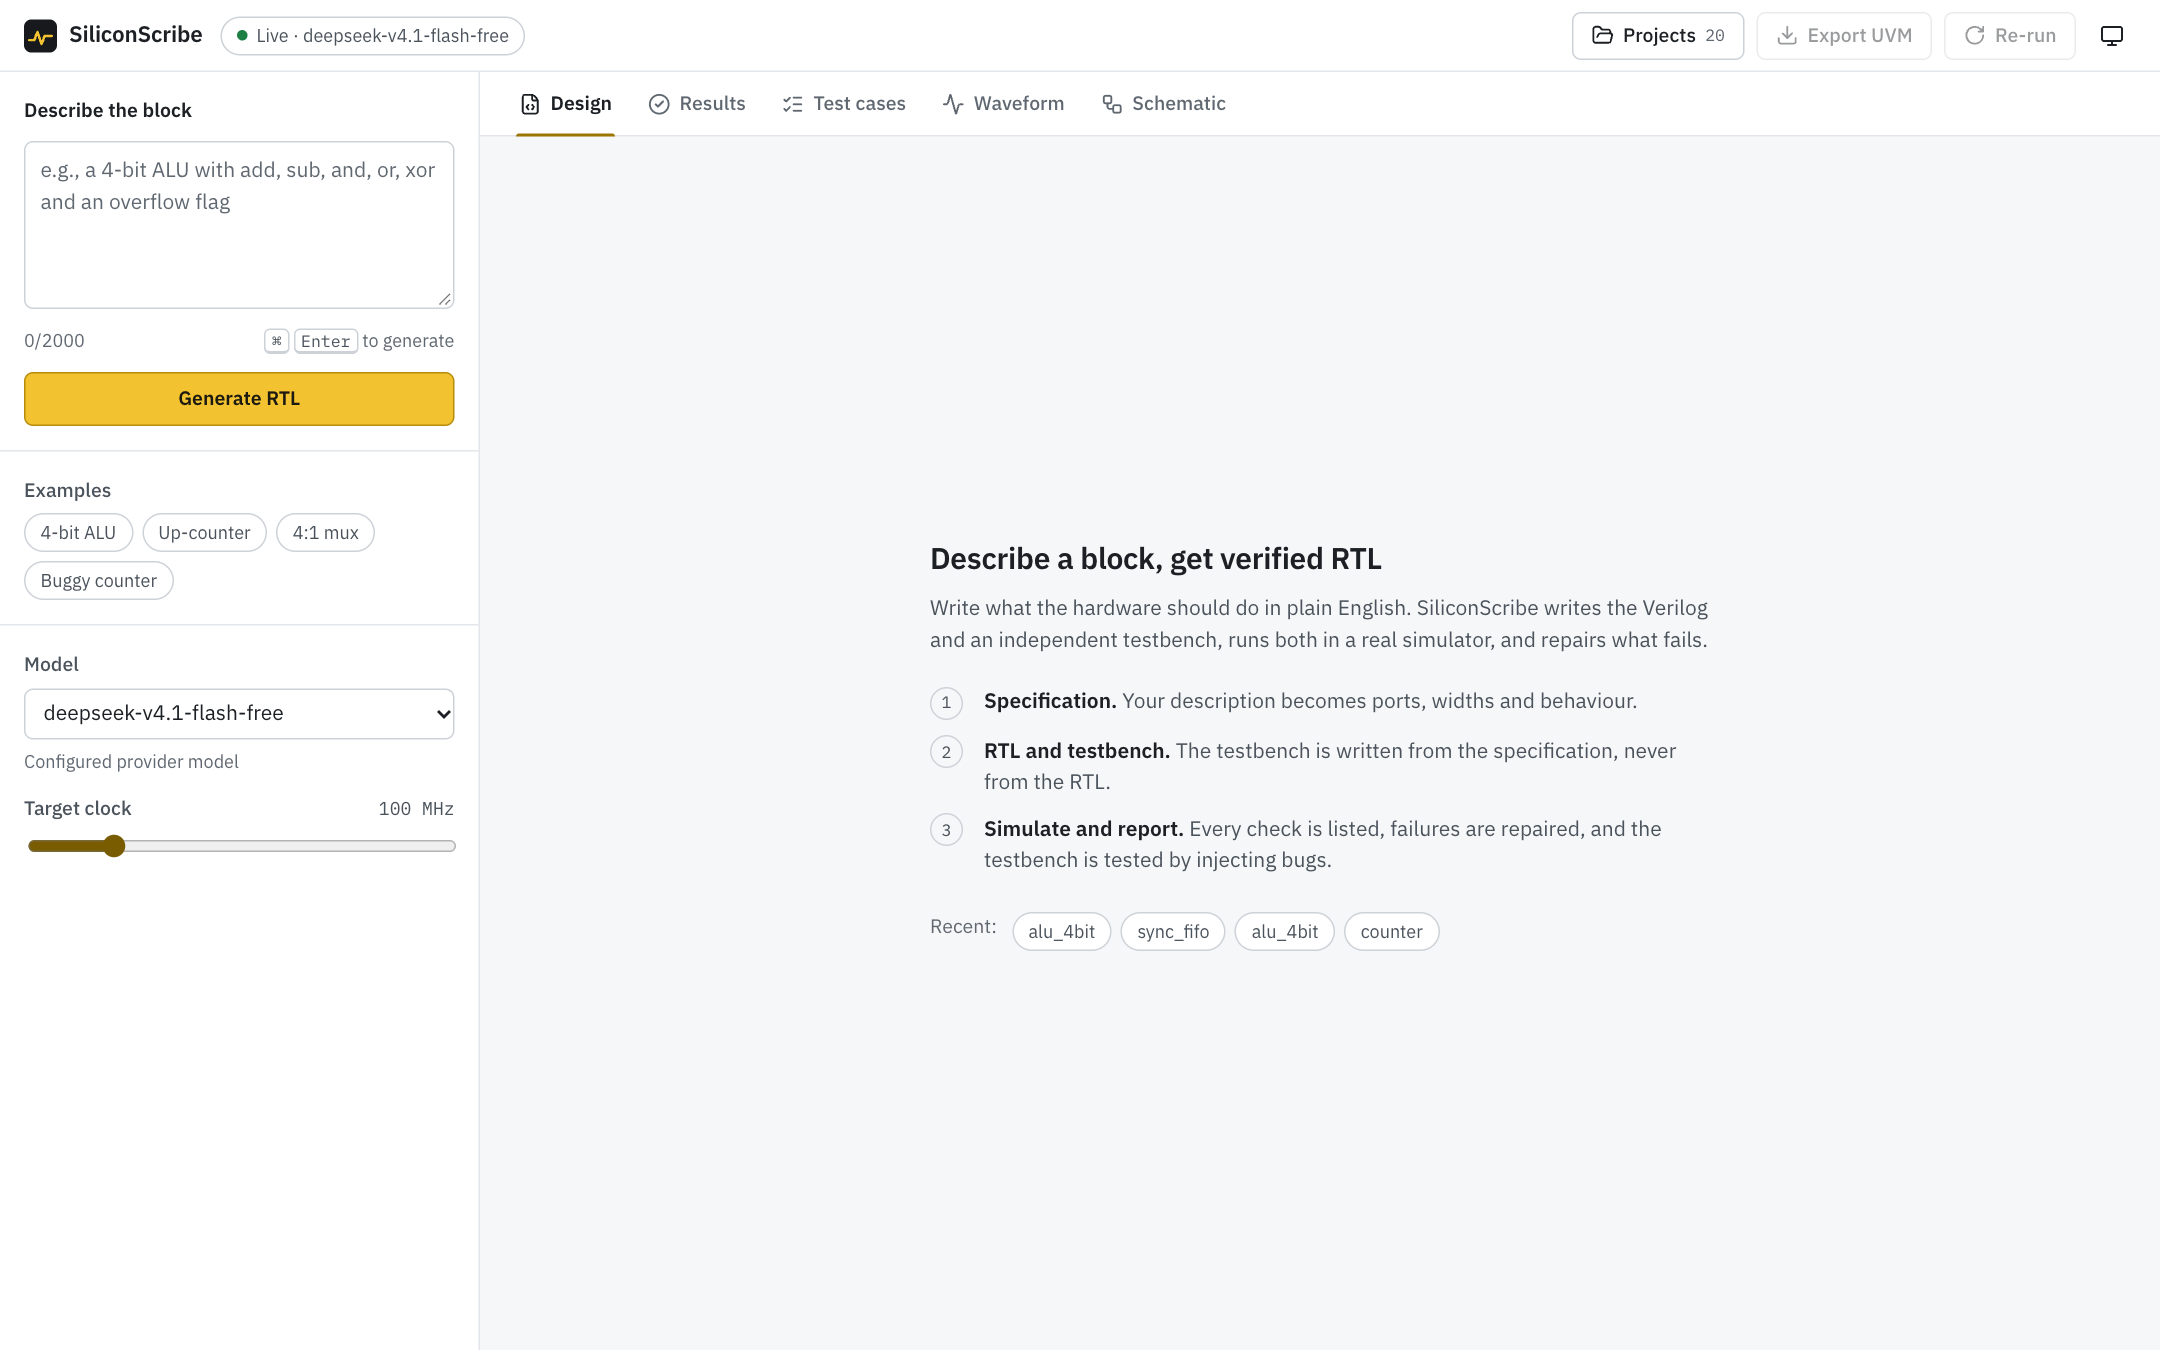 SiliconScribe
Live · deepseek-v4.1-flash-free
Projects 20
Export UVM
Re-run
Describe the block
e.g., a 4-bit ALU with add, sub, and, or, xor
and an overflow flag
0/2000
⌘ Enter to generate
Generate RTL
Examples
4-bit ALU
Up-counter
4:1 mux
Buggy counter
Model
deepseek-v4.1-flash-free
Configured provider model
Target clock
100 MHz
Design
Results
Test cases
Waveform
Schematic
Describe a block, get verified RTL
Write what the hardware should do in plain English. SiliconScribe writes the Verilog
and an independent testbench, runs both in a real simulator, and repairs what fails.
1 Specification. Your description becomes ports, widths and behaviour.
2 RTL and testbench. The testbench is written from the specification, never
from the RTL.
3 Simulate and report. Every check is listed, failures are repaired, and the
testbench is tested by injecting bugs.
Recent: alu_4bit sync_fifo alu_4bit counter